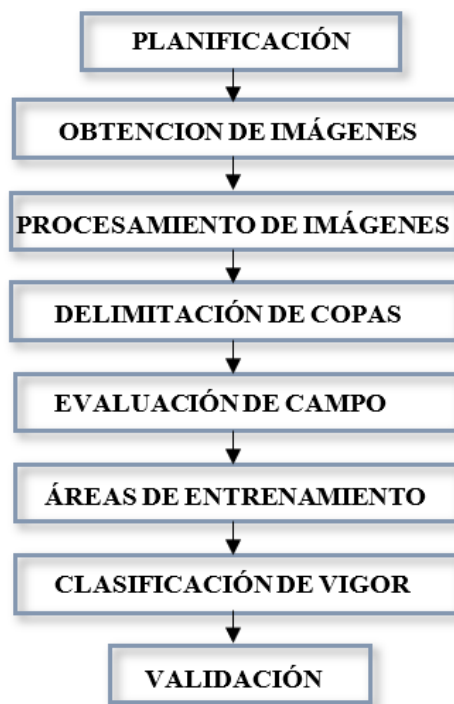 PLANIFICACIÓN
OBTENCION DE IMÁGENES
PROCESAMIENTO DE IMÁGENES
DELIMITACIÓN DE COPAS
EVALUACIÓN DE CAMPO
ÁREAS DE ENTRENAMIENTO
CLASIFICACIÓN DE VIGOR
VALIDACIÓN